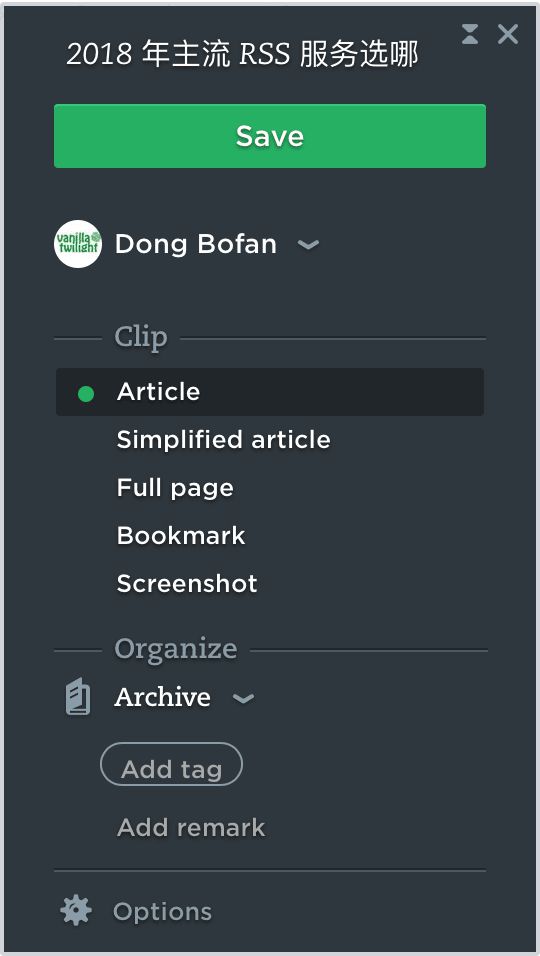 2018 年主流 RSS 服务选哪
Save
vanilla
twilight
Dong Bofan
Clip
Article
Simplified article
Full page
Bookmark
Screenshot
Organize
Archive
Add tag
Add remark
Options